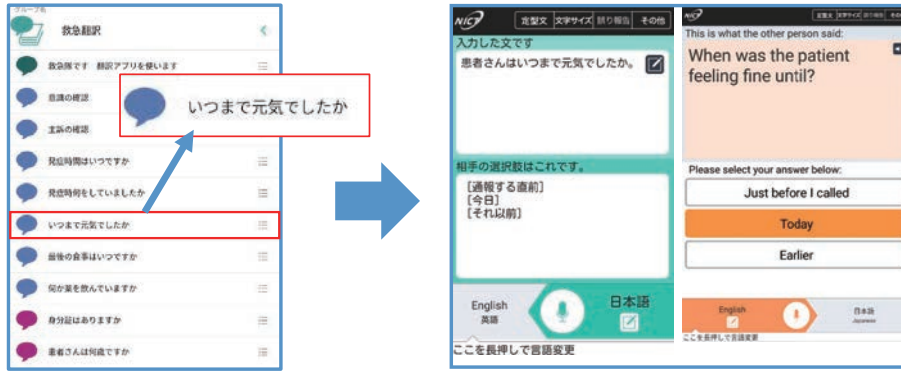 グループ名
救急翻訳
救急隊です 翻訳アプリを使います
意識の確認
主訴の確認
発症時間はいつですか
発症時何をしていましたか
いつまで元気でしたか
最後の食事はいつですか
何か薬を飲んでいますか
身分証はありますか
患者さんは何歳ですか
いつまで元気でしたか
NICT
定型文 文字サイズ 誤り報告 その他
入力した文です
患者さんはいつまで元気でしたか。
相手の選択肢はこれです。
[通報する直前]
[今日]
[それ以前]
English
英語
日本語
ここを長押しで言語変更
NICT
定型文 文字サイズ 誤り報告
This is what the other person said:
When was the patient
feeling fine until?
Please select your answer below:
Just before I called
Today
Earlier
English
日本語
Japanese
ここを長押しで言語変更